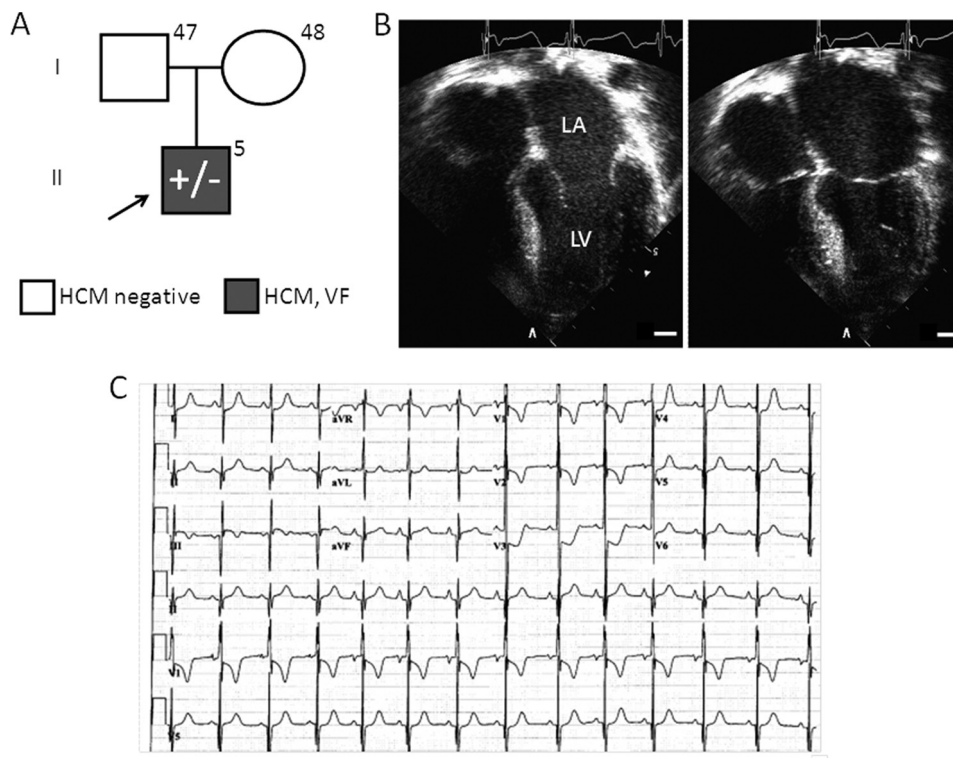 A
47
48
I
+/-
5
II
HCM negative
HCM, VF
B
LA
LV
C
I
aVR
V1
V4
II
aVL
V2
V5
III
aVF
V3
V6
II
V1
V5